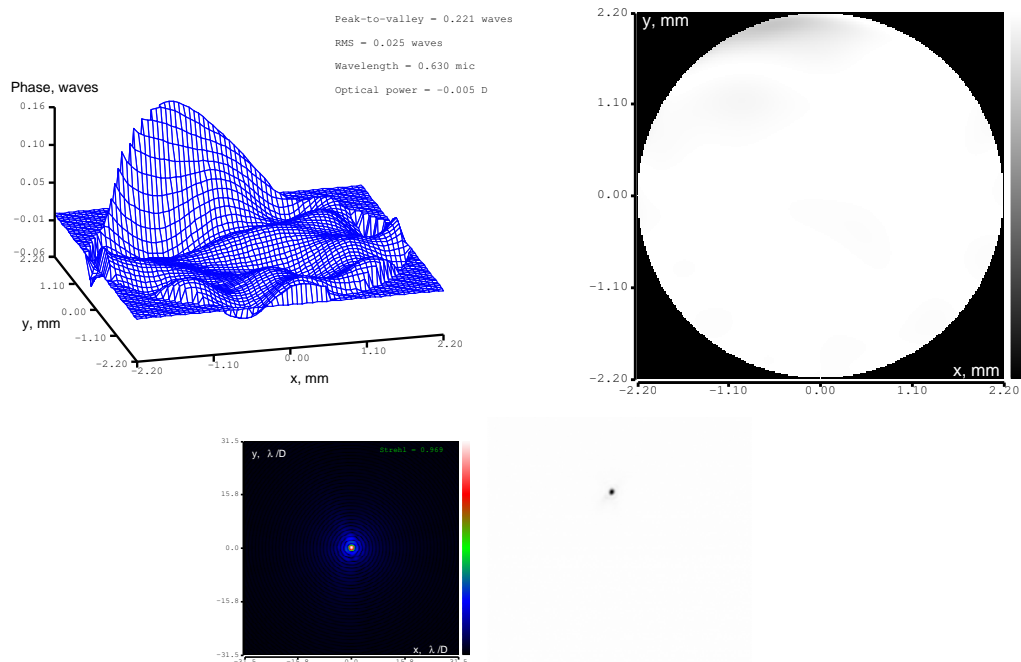 Peak-to-valley = 0.221 waves
RMS = 0.025 waves
Wavelength = 0.630 mic
Optical power = -0.005 D
Phase, waves
0.16
0.10
0.05
-0.01
-0.06
2.20
1.10
0.00
-1.10
-2.20
y, mm
-2.20
-1.10
0.00
1.10
2.20
x, mm
y, mm
2.20
1.10
0.00
-1.10
-2.20
x, mm
-2.20 -1.10 0.00 1.10 2.20
31.5
15.8
0.0
-15.8
-31.5
y, λ/D
Strehl = 0.969
x, λ/D